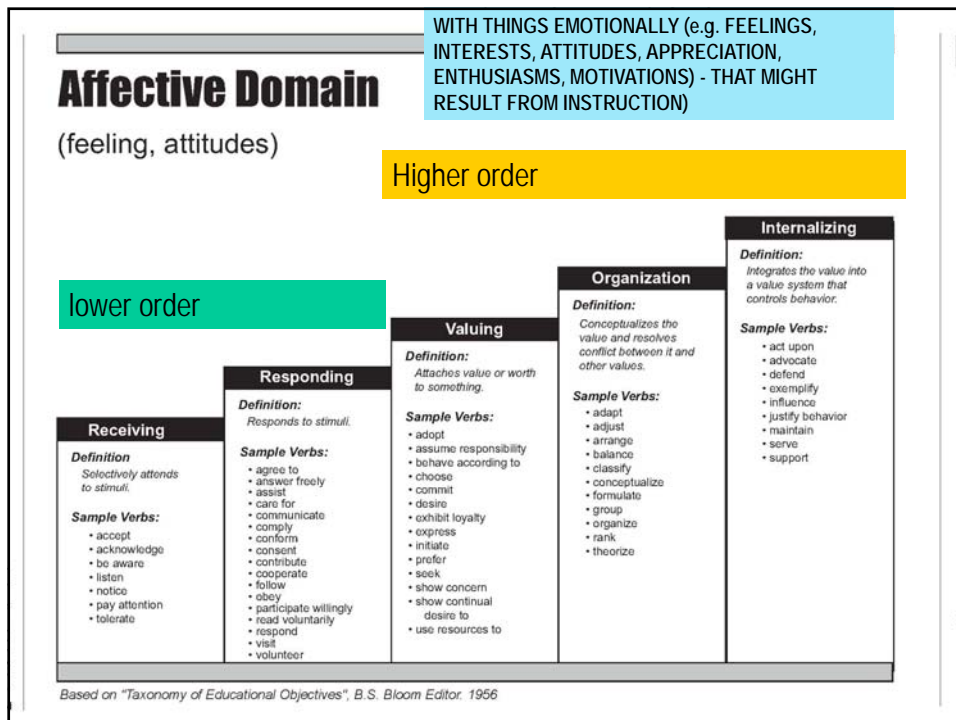 WITH THINGS EMOTIONALLY (e.g. FEELINGS,
INTERESTS, ATTITUDES, APPRECIATION,
ENTHUSIASMS, MOTIVATIONS) - THAT MIGHT
RESULT FROM INSTRUCTION)
Affective Domain
(feeling, attitudes)
Higher order
lower order
Receiving
Definition
Selectively attends
to stimuli.
Sample Verbs:
• accept
• acknowledge
• be aware
• listen
• notice
• pay attention
• tolerate
Responding
Definition:
Responds to stimuli.
Sample Verbs:
• agree to
• answer freely
• assist
• care for
• communicate
• comply
• conform
• consent
• contribute
• cooperate
• follow
• obey
• participate willingly
• read voluntarily
• respond
• visit
• volunteer
Valuing
Definition:
Attaches value or worth
to something.
Sample Verbs:
• adopt
• assume responsibility
• behave according to
• choose
• commit
• desire
• exhibit loyalty
• express
• initiate
• prefer
• seek
• show concern
• show continual
desire to
• use resources to
Organization
Definition:
Conceptualizes the
value and resolves
conflict between it and
other values.
Sample Verbs:
• adapt
• adjust
• arrange
• balance
• classify
• conceptualize
• formulate
• group
• organize
• rank
• theorize
Internalizing
Definition:
Integrates the value into
a value system that
controls behavior.
Sample Verbs:
• act upon
• advocate
• defend
• exemplify
• influence
• justify behavior
• maintain
• serve
• support
Based on "Taxonomy of Educational Objectives", B.S. Bloom Editor. 1956